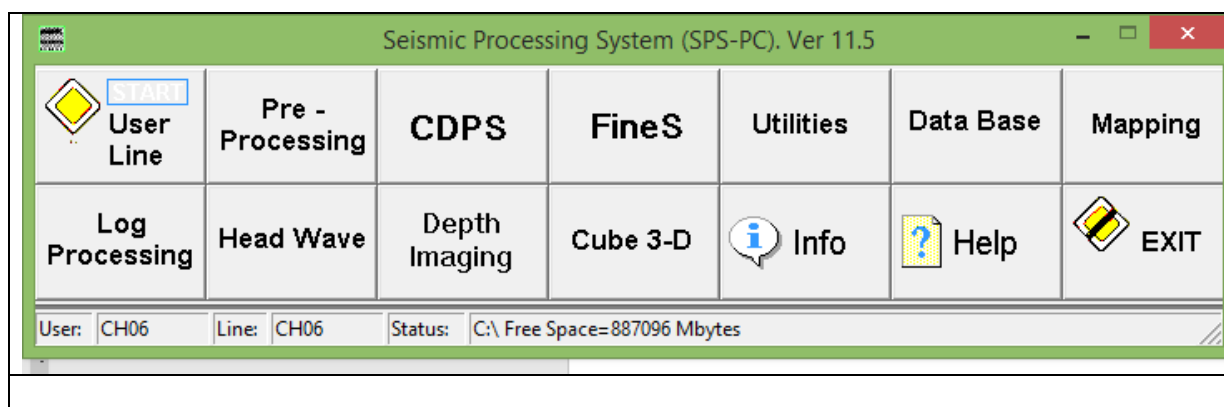 Seismic Processing System (SPS-PC). Ver 11.5
START
User
Line
Pre -
Processing
CDPS
FineS
Utilities
Data Base
Mapping
Log
Processing
Head Wave
Depth
Imaging
Cube 3-D
Info
Help
EXIT
User: CH06 Line: CH06 Status: C:\ Free Space=887096 Mbytes